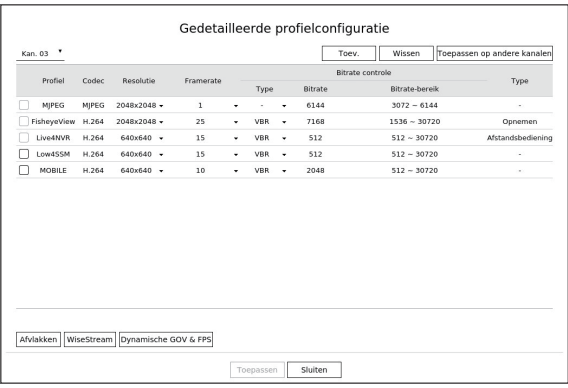 Gedetailleerde profielconfiguratie
Kan. 03 Toev. Wissen Toepassen op andere kanalen
Profiel Codec Resolutie Framerate Bitrate controle Type
Type Bitrate Bitrate-bereik
MJPEG MJPEG 2048x2048 1 - 6144 3072 ~ 6144 -
FisheyeView H.264 2048x2048 25 VBR 7168 1536 ~ 30720 Opnemen
Live4NVR H.264 640x640 15 VBR 512 512 ~ 30720 Afstandsbediening
Low4SSM H.264 640x640 15 VBR 512 512 ~ 30720 -
MOBILE H.264 640x640 10 VBR 2048 512 ~ 30720 -
Afvlakken WiseStream Dynamische GOV & FPS
Toepassen Sluiten